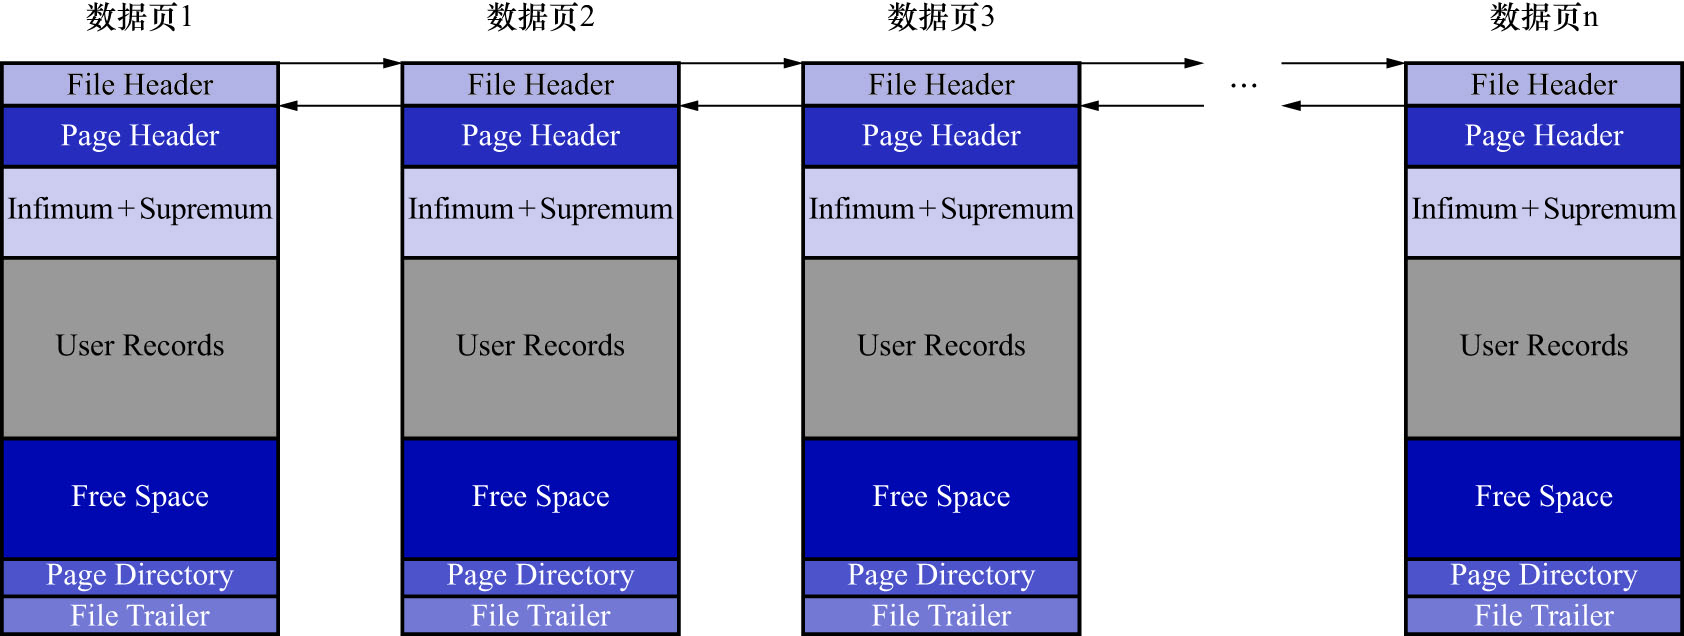 数据页1
数据页2
数据页3
数据页n
File Header
File Header
File Header
...
File Header
Page Header
Page Header
Page Header
Page Header
Infimum + Supremum
Infimum + Supremum
Infimum + Supremum
Infimum + Supremum
User Records
User Records
User Records
User Records
Free Space
Free Space
Free Space
Free Space
Page Directory
Page Directory
Page Directory
Page Directory
File Trailer
File Trailer
File Trailer
File Trailer